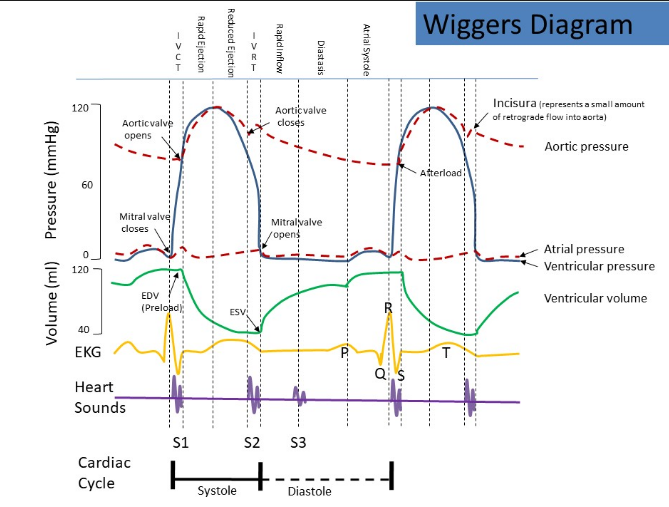 Wiggers Diagram
IVCT
Rapid Ejection
Reduced Ejection
IVRT
Rapid Inflow
Diastasis
Atrial Systole
120
60
0
Pressure (mmHg)
Aortic valve
opens
Aortic valve
closes
Incisura (represents a small amount
of retrograde flow into aorta)
Aortic pressure
Afterload
Mitral valve
closes
Mitral valve
opens
Atrial pressure
Ventricular pressure
120
40
Volume (ml)
EDV
(Preload)
ESV
Ventricular volume
R
EKG
P
T
Q
S
Heart
Sounds
S1
S2
S3
Cardiac
Cycle
Systole
Diastole